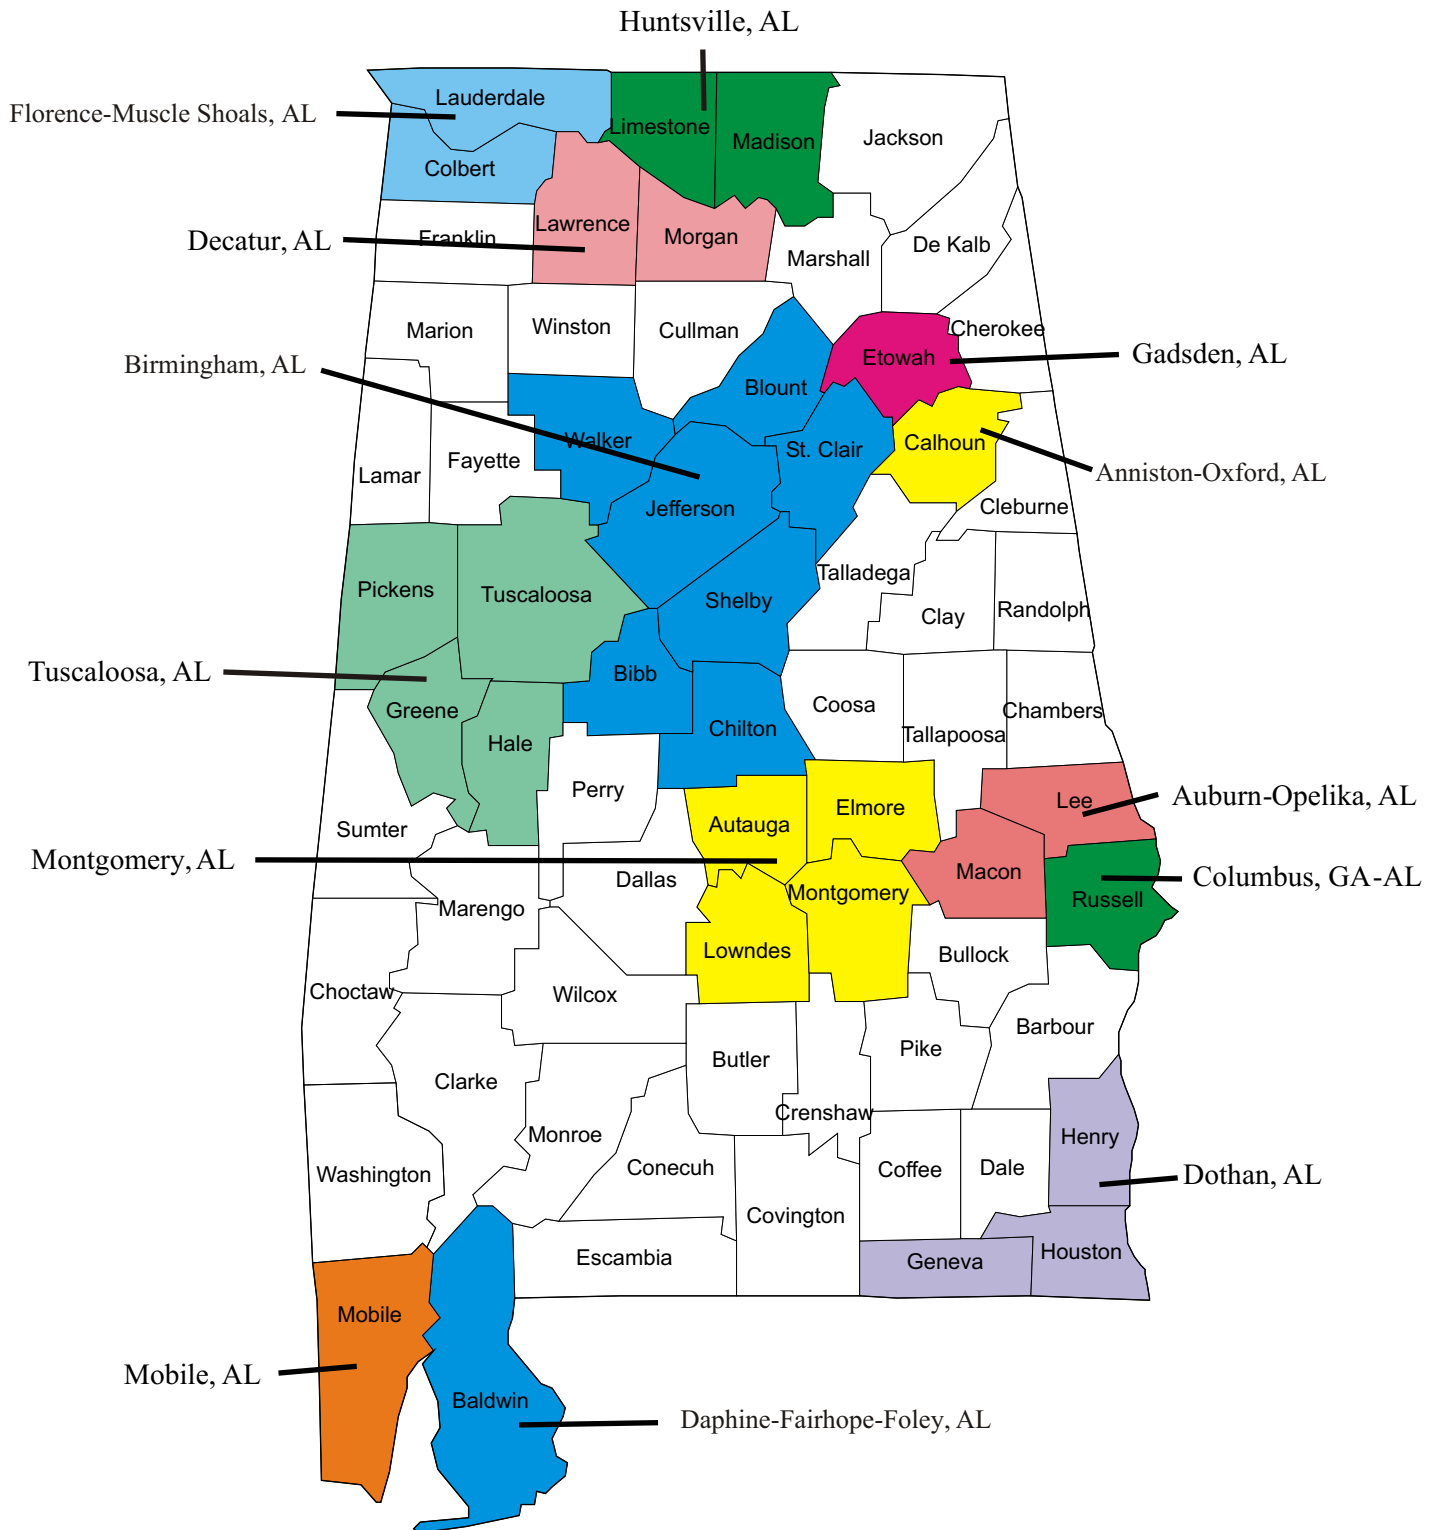 Huntsville, AL
Lauderdale
Florence-Muscle Shoals, AL
Limestone
Madison
Jackson
Colbert
Lawrence
Morgan
Decatur, AL
Franklin
De Kalb
Marshall
Marion
Winston
Cullman
Cherokee
Etowah
Gadsden, AL
Birmingham, AL
Blount
Walker
St. Clair
Calhoun
Anniston-Oxford, AL
Lamar
Fayette
Jefferson
Cleburne
Talladega
Pickens
Tuscaloosa
Shelby
Clay
Randolph
Tuscaloosa, AL
Bibb
Greene
Coosa
Chambers
Hale
Chilton
Tallapoosa
Perry
Auburn-Opelika, AL
Lee
Sumter
Autauga
Elmore
Montgomery, AL
Dallas
Macon
Columbus, GA-AL
Montgomery
Russell
Marengo
Lowndes
Bullock
Choctaw
Wilcox
Barbour
Pike
Butler
Clarke
Crenshaw
Monroe
Henry
Washington
Conecuh
Coffee
Dale
Dothan, AL
Covington
Escambia
Geneva
Houston
Mobile
Mobile, AL
Baldwin
Daphine-Fairhope-Foley, AL